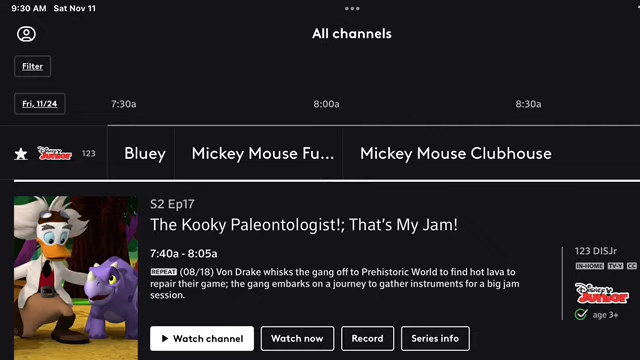 9:30 AM Sat Nov 11
All channels
Filter
Fri, 11/24
7:30a
8:00a
8:30a
Disney Junior
123
Bluey
Mickey Mouse Fu...
Mickey Mouse Clubhouse
S2 Ep17
The Kooky Paleontologist!; That's My Jam!
7:40a - 8:05a
REPEAT (08/18) Von Drake whisks the gang off to Prehistoric World to find hot lava to
repair their game; the gang embarks on a journey to gather instruments for a big jam
session.
123 DISJr
IN-HOME TV-Y CC
Disney Junior
age 3+
Watch channel
Watch now
Record
Series info